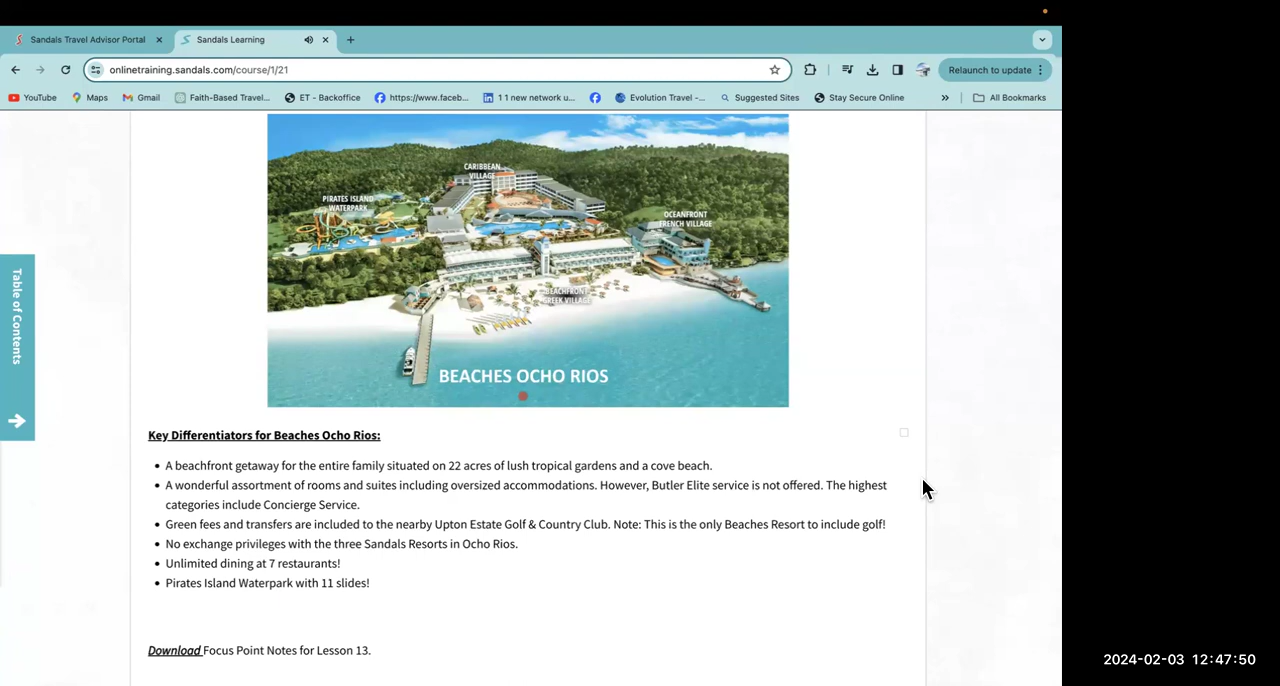 Sandals Travel Advisor Portal
Sandals Learning
onlinetraining.sandals.com/course/1/21
Relaunch to update
YouTube
Maps
Gmail
Faith-Based Travel...
ET - Backoffice
https://www.faceb...
1 1 new network u...
Evolution Travel -...
Suggested Sites
Stay Secure Online
»
All Bookmarks
CARIBBEAN
VILLAGE
PIRATES ISLAND
WATERPARK
OCEANFRONT
FRENCH VILLAGE
BEACHFRONT
GREEK VILLAGE
BEACHES OCHO RIOS
Table of Contents
Key Differentiators for Beaches Ocho Rios:
• A beachfront getaway for the entire family situated on 22 acres of lush tropical gardens and a cove beach.
• A wonderful assortment of rooms and suites including oversized accommodations. However, Butler Elite service is not offered. The highest
categories include Concierge Service.
• Green fees and transfers are included to the nearby Upton Estate Golf & Country Club. Note: This is the only Beaches Resort to include golf!
• No exchange privileges with the three Sandals Resorts in Ocho Rios.
• Unlimited dining at 7 restaurants!
• Pirates Island Waterpark with 11 slides!
Download Focus Point Notes for Lesson 13.
2024-02-03 12:47:50